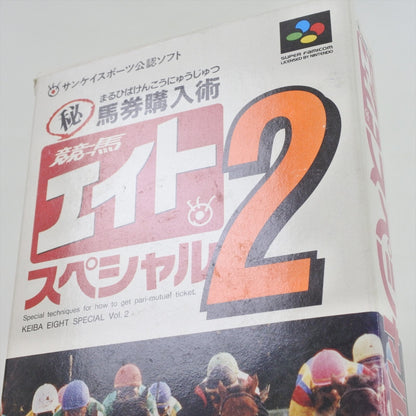 サンケイスポーツ公認ソフト
SUPER FAMICOM
LICENSED BY NINTENDO
まるひばけんこうにゅうじゅつ
㊙馬券購入術
競馬
エイト
スペシャル2
Special techniques for how to get pari-mutuel ticket.
KEIBA EIGHT SPECIAL Vol. 2